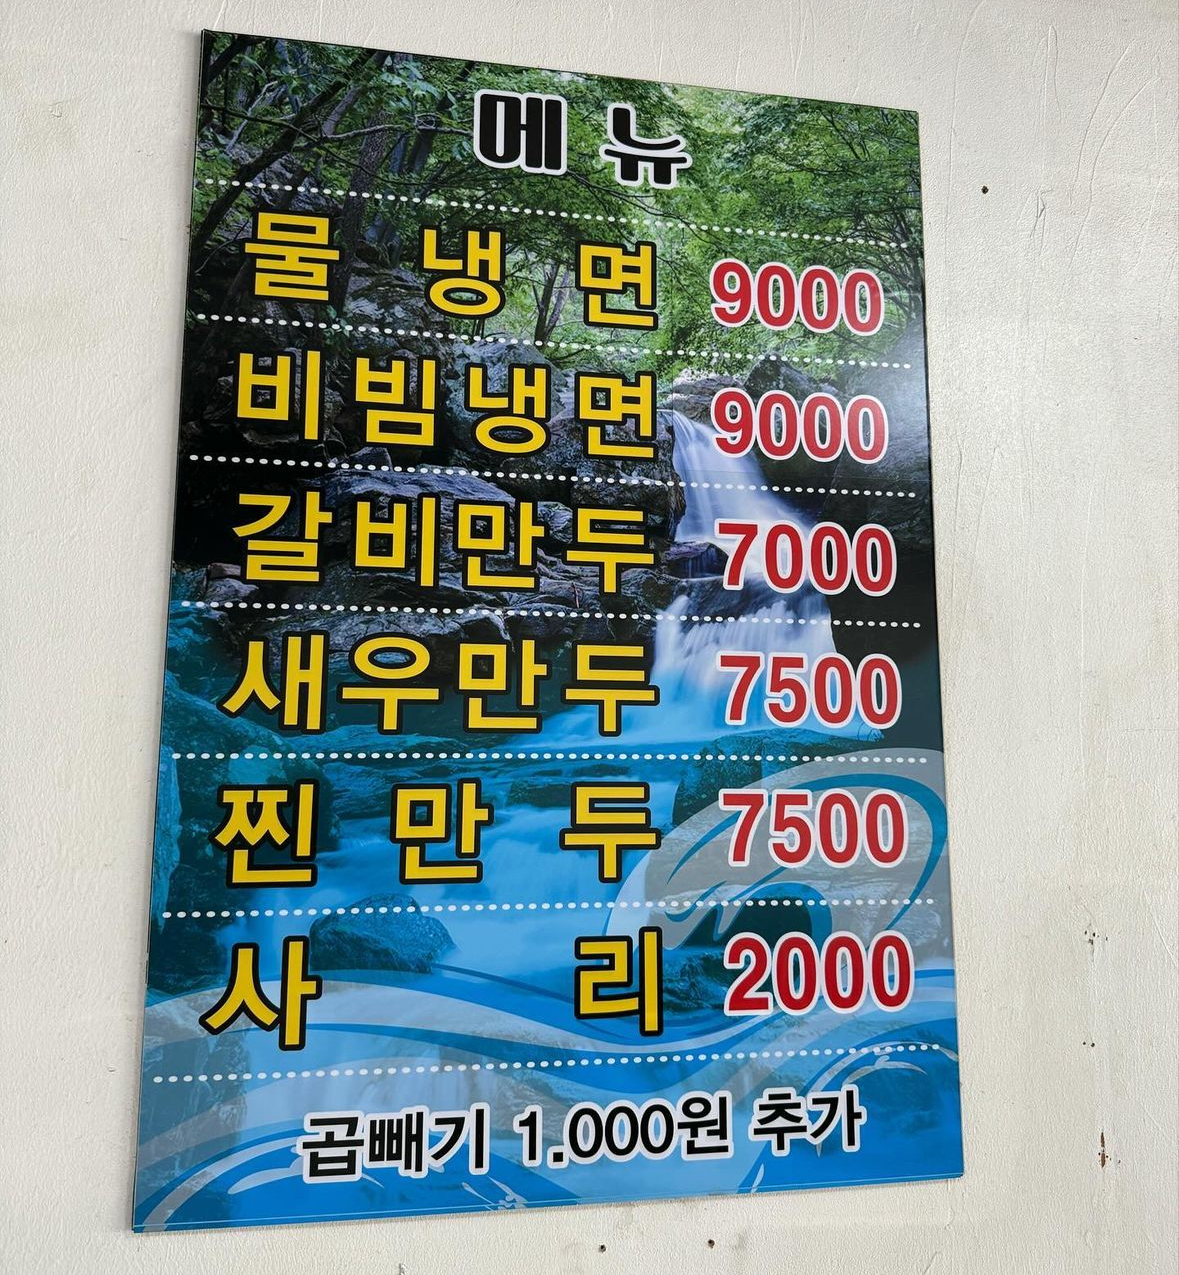 메뉴
물냉면 9000
비빔냉면 9000
갈비만두 7000
새우만두 7500
찐만두 7500
사리 2000
곱빼기 1.000원 추가